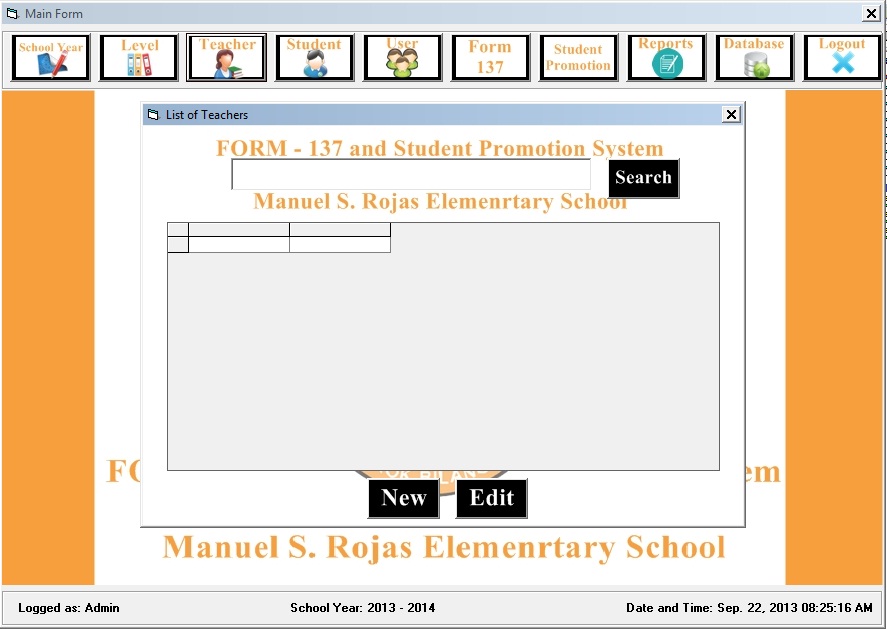 Main Form
School Year
Level
Teacher
Student
User
Form
137
Student
Promotion
Reports
Database
Logout
List of Teachers
FORM - 137 and Student Promotion System
Search
Manuel S. Rojas Elemenrtary School
New
Edit
FO
em
Manuel S. Rojas Elemenrtary School
Logged as: Admin
School Year: 2013 - 2014
Date and Time: Sep. 22, 2013 08:25:16 AM